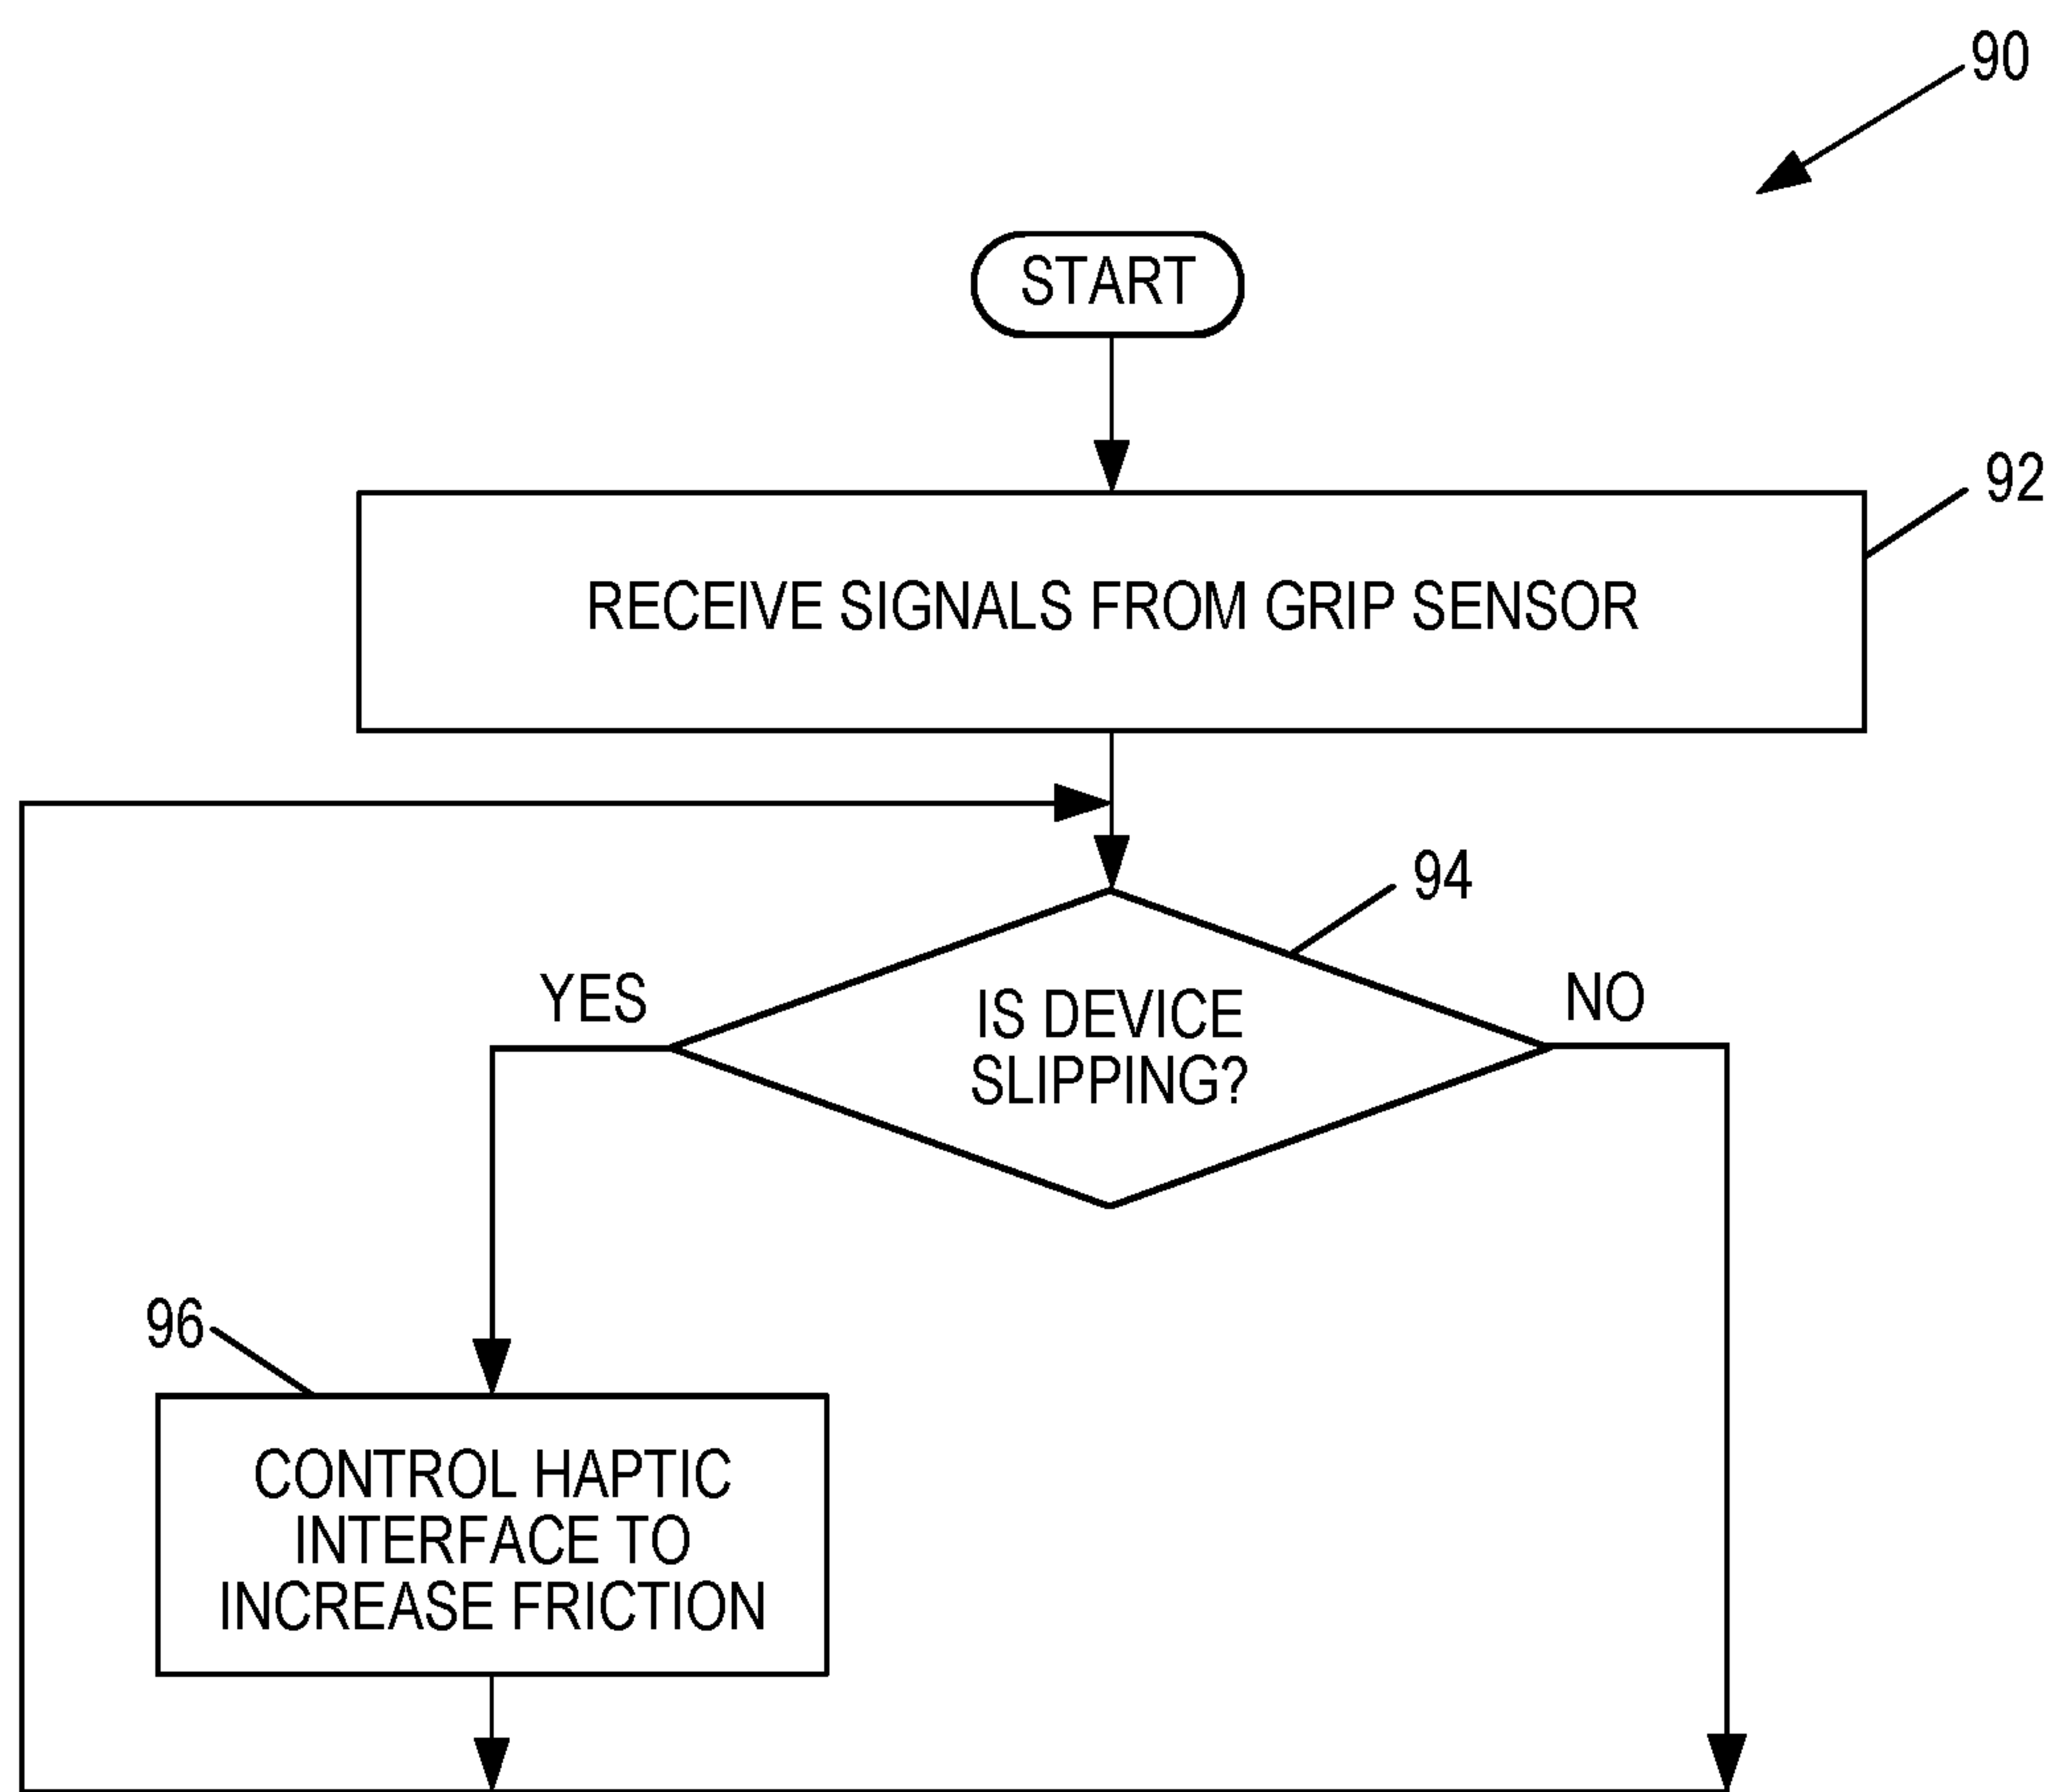 90
START
92
RECEIVE SIGNALS FROM GRIP SENSOR
94
YES
NO
IS DEVICE
SLIPPING?
96
CONTROL HAPTIC
INTERFACE TO
INCREASE FRICTION